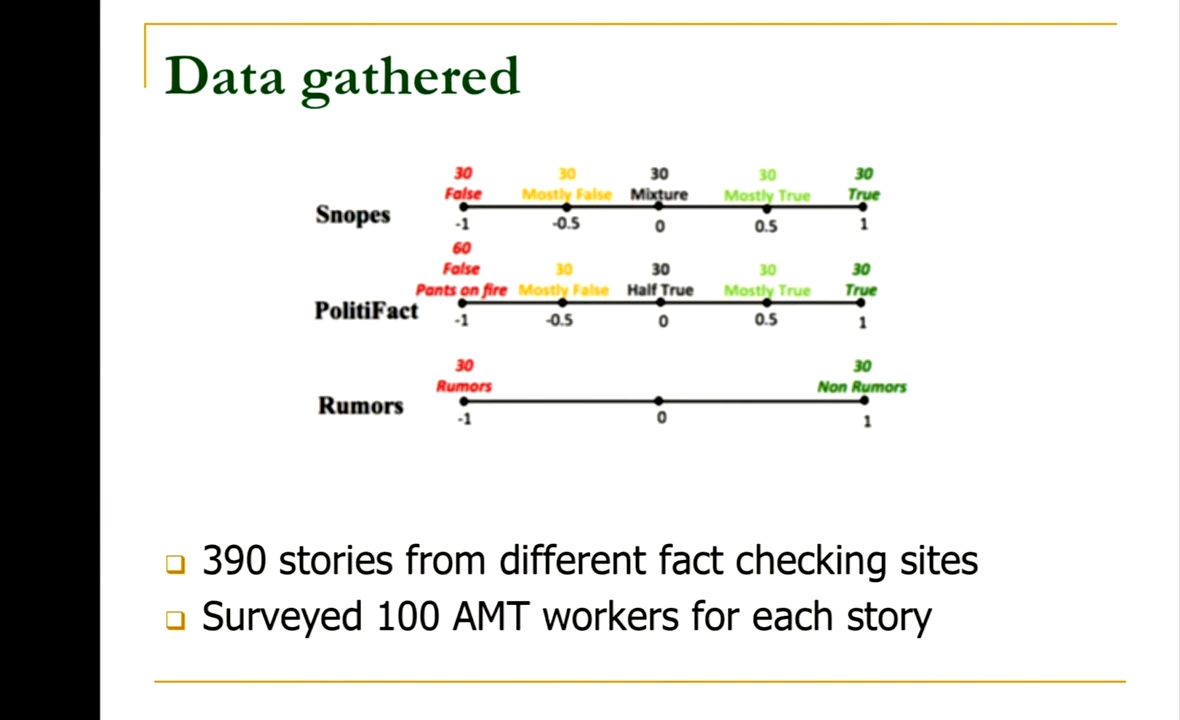 Data gathered
30 30 30 30 30
False Mostly False Mixture Mostly True True
Snopes
-1 -0.5 0 0.5 1
60
False 30 30 30 30
Pants on fire Mostly False Half True Mostly True True
PolitiFact
-1 -0.5 0 0.5 1
30 30
Rumors Non Rumors
Rumors
-1 0 1
390 stories from different fact checking sites
Surveyed 100 AMT workers for each story